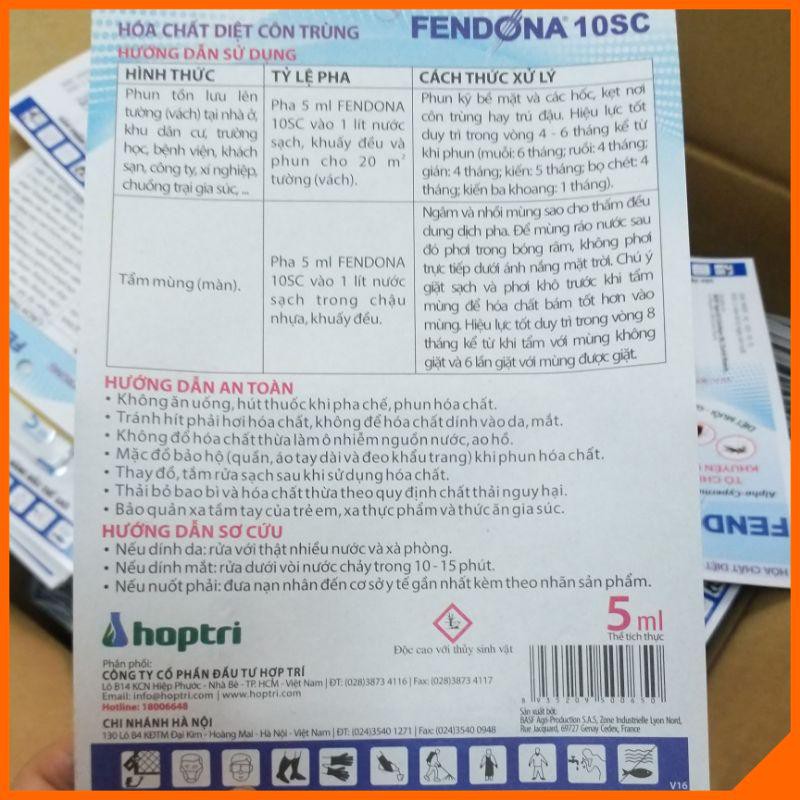 HÓA CHẤT DIỆT CÔN TRÙNG
FENDONA 10SC
HƯỚNG DẪN SỬ DỤNG
HÌNH THỨC
TỶ LỆ PHA
CÁCH THỨC XỬ LÝ
Phun tồn lưu lên
tường (vách) tại nhà ở,
khu dân cư, trường
học, bệnh viện, khách
sạn, công ty, xí nghiệp,
chuồng trại gia súc, ...
Pha 5 ml FENDONA
10SC vào 1 lít nước
sạch, khuấy đều và
phun cho 20 m²
tường (vách).
Phun kỹ bề mặt và các hốc, kẹt nơi
côn trùng hay trú đậu. Hiệu lực tốt
duy trì trong vòng 4 - 6 tháng kể từ
khi phun (muỗi: 6 tháng; ruồi: 4 tháng;
gián: 4 tháng; kiến: 5 tháng; bọ chét: 4
tháng; kiến ba khoang: 1 tháng).
Tẩm mùng (màn).
Pha 5 ml FENDONA
10SC vào 1 lít nước
sạch trong chậu
nhựa, khuấy đều.
Ngâm và nhồi mùng sao cho thấm đều
dung dịch pha. Để mùng ráo nước sau
đó phơi trong bóng râm, không phơi
trực tiếp dưới ánh nắng mặt trời. Chú ý
giặt sạch và phơi khô trước khi tẩm
mùng để hóa chất bám tốt hơn vào
mùng. Hiệu lực tốt duy trì trong vòng 8
tháng kể từ khi tẩm với mùng không
giặt và 6 lần giặt với mùng được giặt.
HƯỚNG DẪN AN TOÀN
• Không ăn uống, hút thuốc khi pha chế, phun hóa chất.
• Tránh hít phải hơi hóa chất, không để hóa chất dính vào da, mắt.
• Không đổ hóa chất thừa làm ô nhiễm nguồn nước, ao hồ.
• Mặc đồ bảo hộ (quần, áo tay dài và đeo khẩu trang) khi phun hóa chất.
• Thay đồ, tắm rửa sạch sau khi sử dụng hóa chất.
• Thải bỏ bao bì và hóa chất thừa theo quy định chất thải nguy hại.
• Bảo quản xa tầm tay của trẻ em, xa thực phẩm và thức ăn gia súc.
HƯỚNG DẪN SƠ CỨU
• Nếu dính da: rửa với thật nhiều nước và xà phòng.
• Nếu dính mắt: rửa dưới vòi nước chảy trong 10 - 15 phút.
• Nếu nuốt phải: đưa nạn nhân đến cơ sở y tế gần nhất kèm theo nhãn sản phẩm.
hoptri
Độc cao với thủy sinh vật
5 ml
Thể tích thực
Phân phối:
CÔNG TY CỔ PHẦN ĐẦU TƯ HỢP TRÍ
Lô B14 KCN Hiệp Phước - Nhà Bè - TP. HCM - Việt Nam | ĐT: (028)3873 4116 | Fax: (028)3873 4117
Email: info@hoptri.com | www.hoptri.com
Hotline: 18006648
CHI NHÁNH HÀ NỘI
130 Lô B4 KĐTM Đại Kim - Hoàng Mai - Hà Nội - Việt Nam | ĐT: (024)3540 1271 | Fax: (024)3540 0948
8 935209 500650
Sản xuất bởi:
BASF Agri-Production S.A.S, Zone Industrielle Lyon Nord,
Rue Jacquard, 69727 Genay Cedex, France
V16
DIỆT MUỖI
TỔ CHỨC
KHUYẾN
Alpha-Cyperm
FENDO
HÓA CHẤT DIỆT